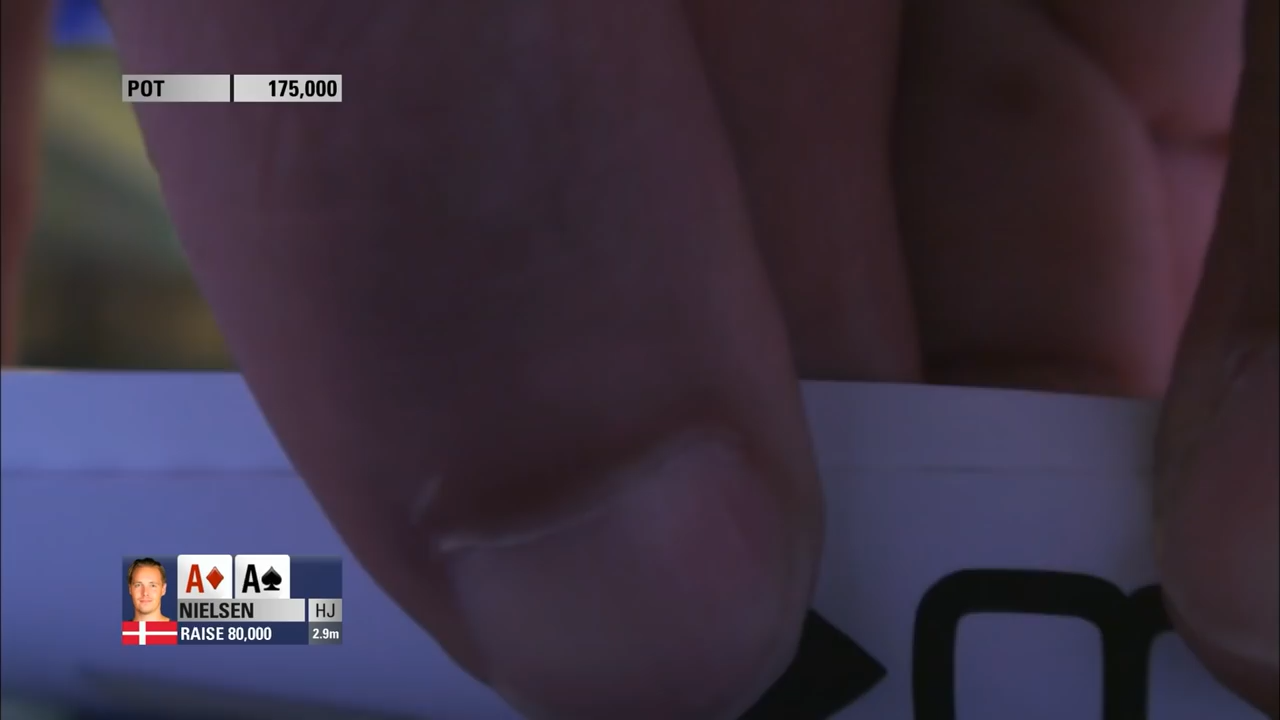 POT 175,000
A♦ A♠
NIELSEN HJ
RAISE 80,000 2.9m